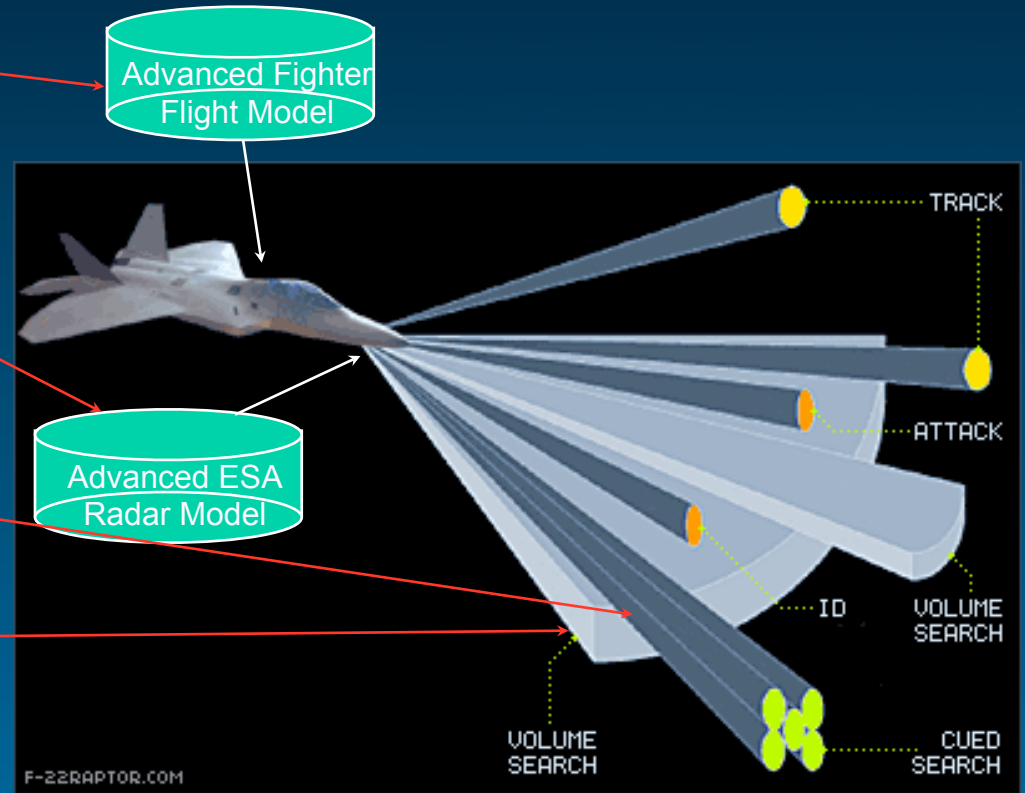 Advanced Fighter
Flight Model
TRACK
ATTACK
Advanced ESA
Radar Model
ID
VOLUME
SEARCH
VOLUME
SEARCH
CUED
SEARCH
F-22RAPTOR.COM